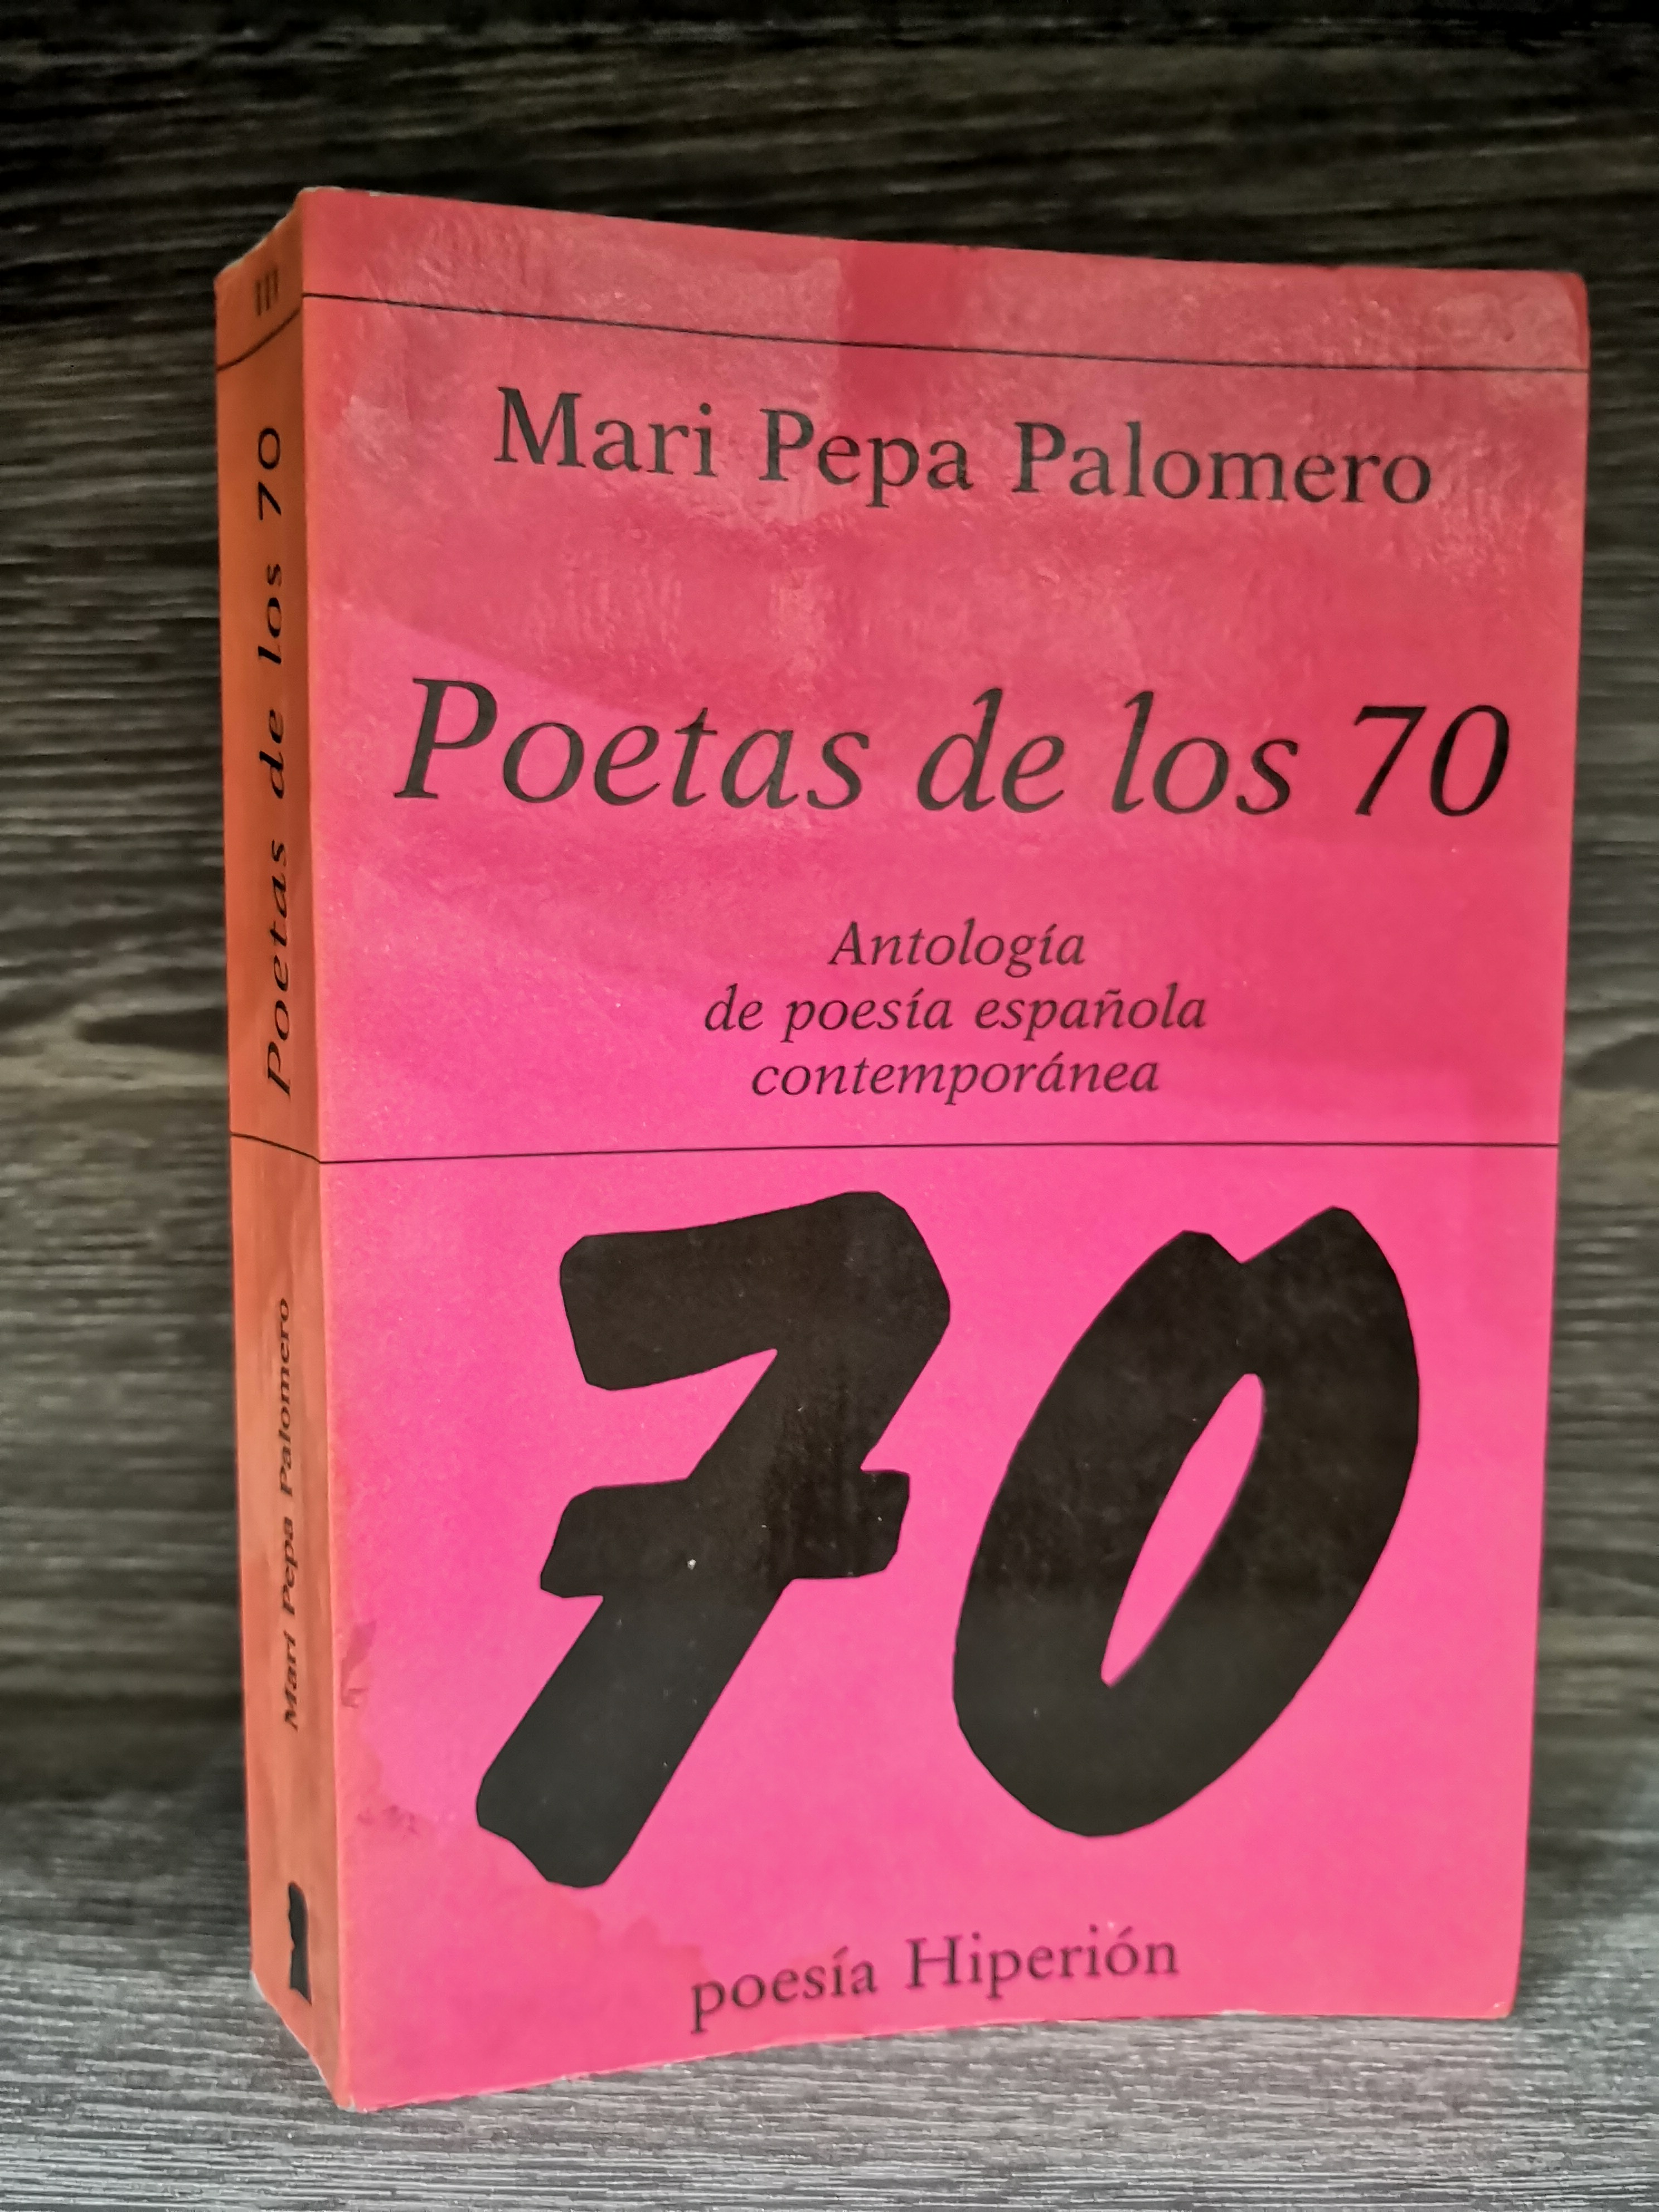 111
Poetas de los 70
Mari Pepa Palomero
Mari Pepa Palomero
Poetas de los 70
Antología
de poesía española
contemporánea
70
poesía Hiperión